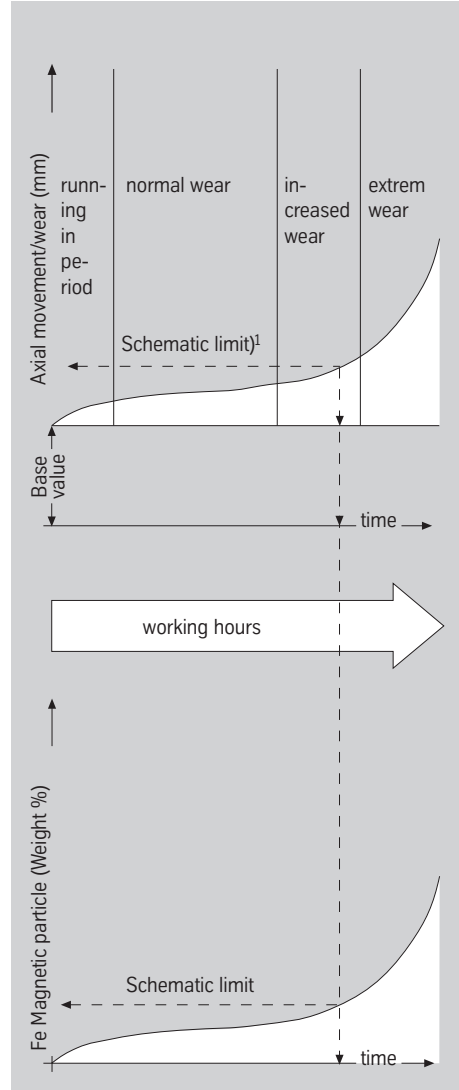 Axial movement/wear (mm)
runn-
ing
in
pe-
riod
normal wear
in-
creased
wear
extrem
wear
Schematic limit)¹
Base
value
time
working hours
Fe Magnetic particle (Weight %)
Schematic limit
time